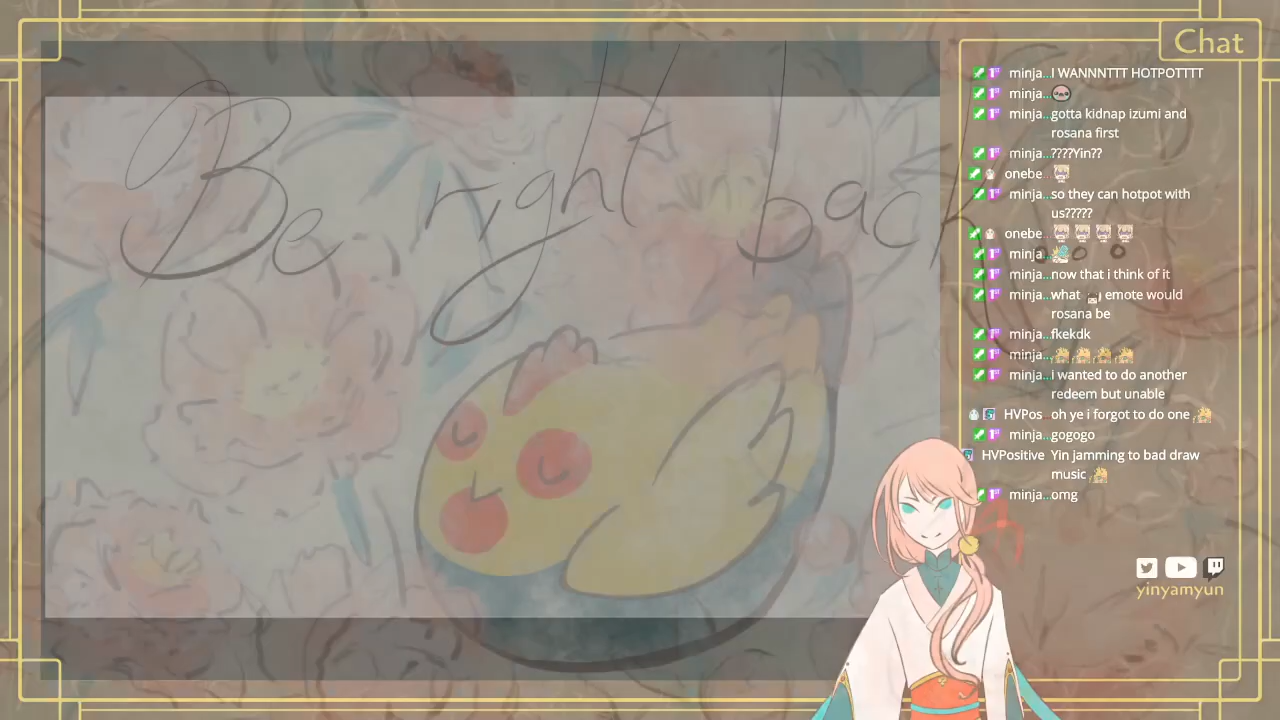 Be right back
Chat
minja... I WANNNTTT HOTPOTTTT
minja...
minja... gotta kidnap izumi and
rosana first
minja... ????Yin??
onebe...
minja... so they can hotpot with
us?????
onebe...
minja...
minja... now that i think of it
minja... what emote would
rosana be
minja... fkekdk
minja...
minja... i wanted to do another
redeem but unable
HVPos... oh ye i forgot to do one
minja... gogogo
HVPositive Yin jamming to bad draw
music
minja... omg
yinyamyun